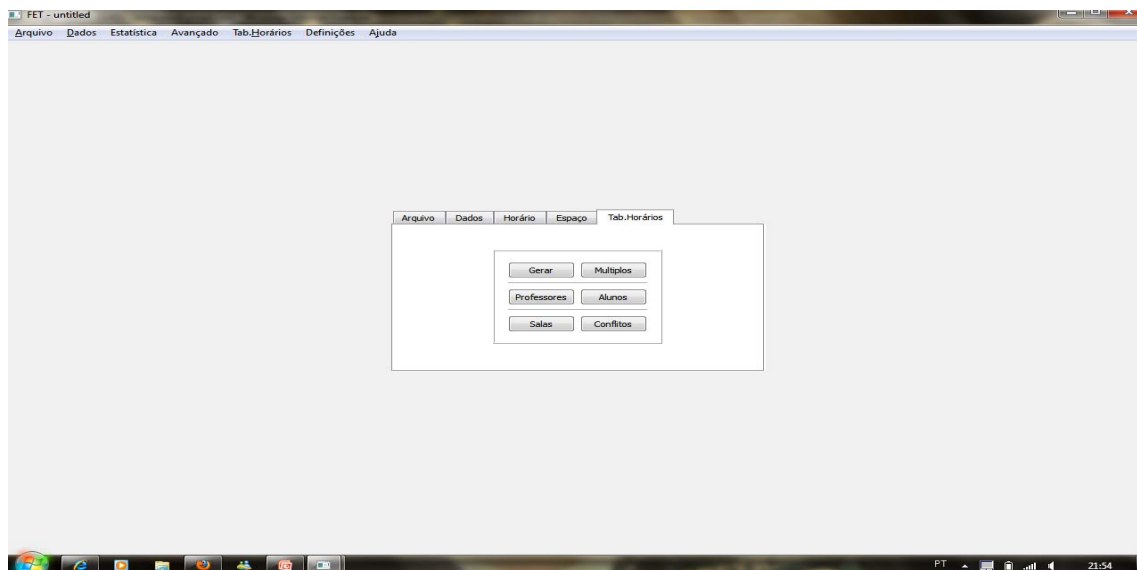 FET - untitled
Arquivo Dados Estatística Avançado Tab.Horários Definições Ajuda
Arquivo Dados Horário Espaço Tab.Horários
Gerar Multiplos
Professores Alunos
Salas Conflitos
PT 21:54